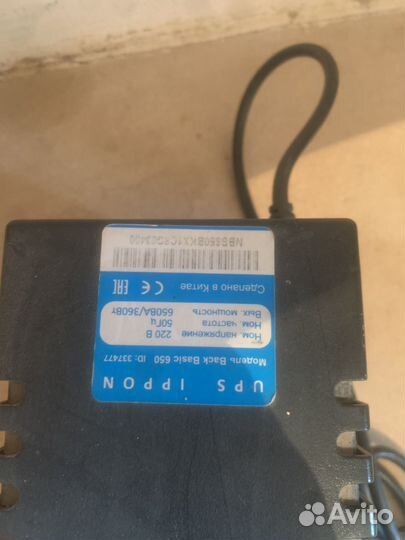 UPS IPPON
Модель Back Basic 650 ID: 337477
Ном. напряжение 220 В
Ном. частота 50Гц
Вых. мощность 650ВА/360Вт
Сделано в Китае CE EAC
Avito